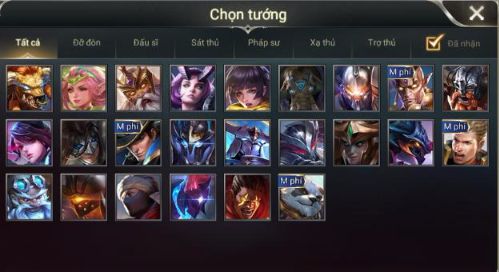 Chọn tướng
Tất cả Đỡ đòn Đấu sĩ Sát thủ Pháp sư Xạ thủ Trợ thủ Đã nhận
M phí
M phí M phí
M phí